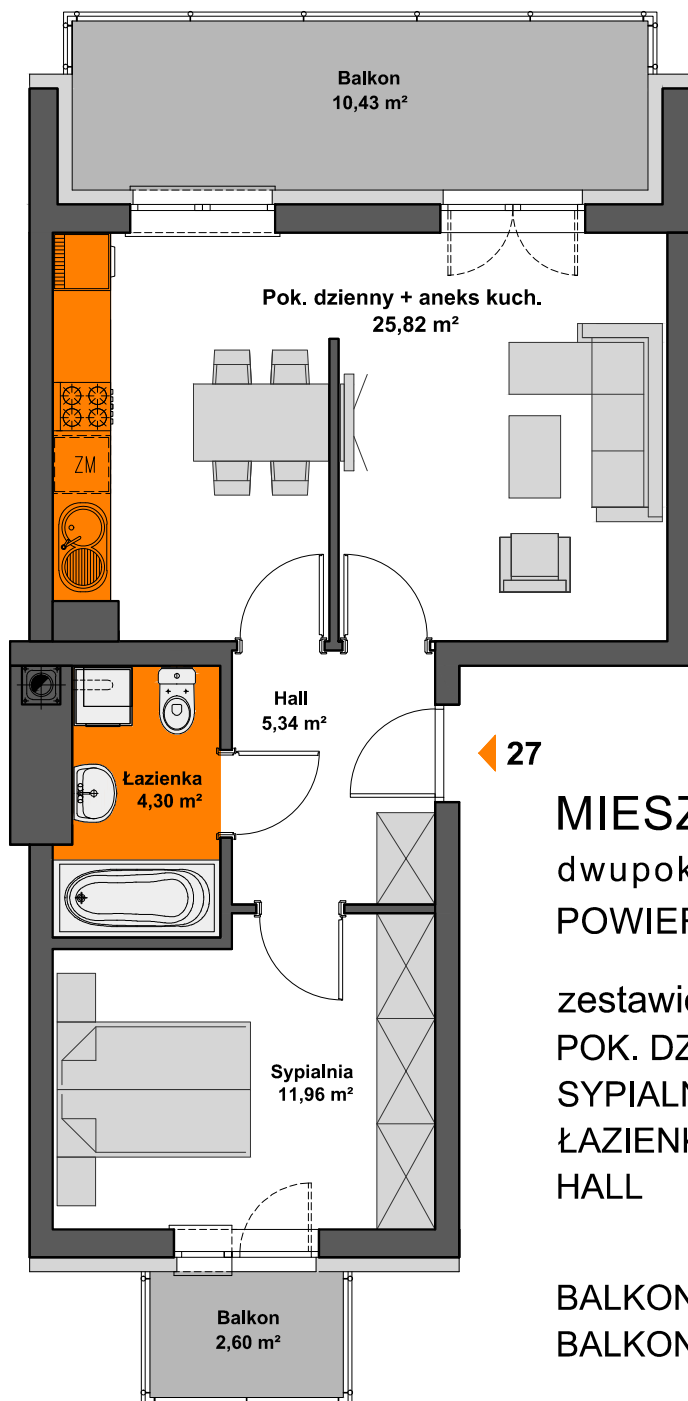 Balkon
10,43 m²
Pok. dzienny + aneks kuch.
25,82 m²
ZM
Hall
5,34 m²
27
Łazienka
4,30 m²
MIESZ
dwupok
POWIER
zestawie
POK. DZ
SYPIALN
ŁAZIENK
HALL
Sypialnia
11,96 m²
BALKON
BALKON
Balkon
2,60 m²